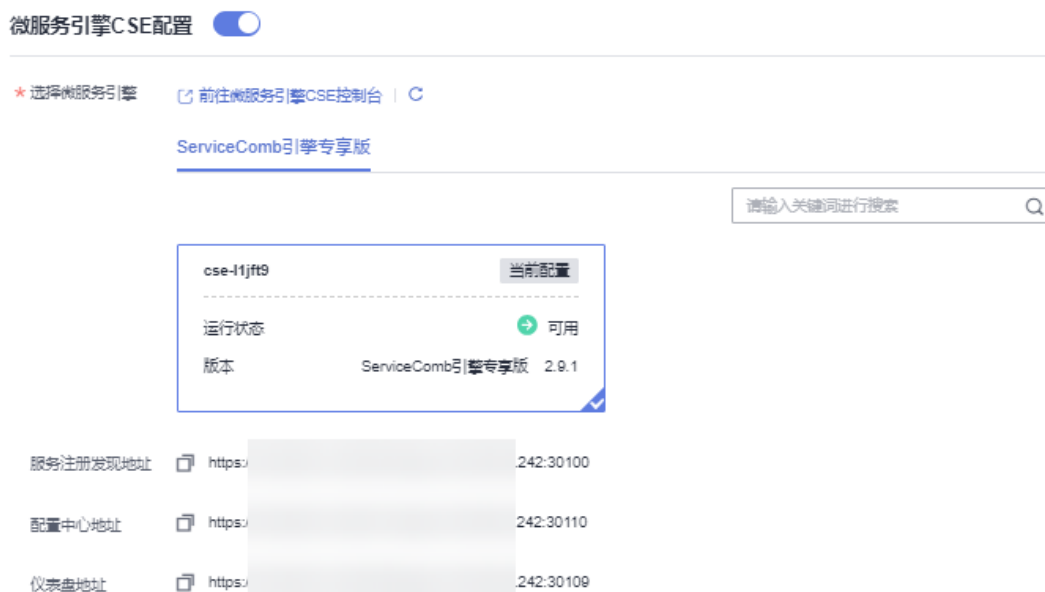 微服务引擎CSE配置
* 选择微服务引擎 前往微服务引擎CSE控制台
ServiceComb引擎专享版
请输入关键词进行搜索
cse-l1jft9 当前配置
运行状态 可用
版本 ServiceComb引擎专享版 2.9.1
服务注册发现地址 https:/ .242:30100
配置中心地址 https:/ 242:30110
仪表盘地址 https:/ .242:30109